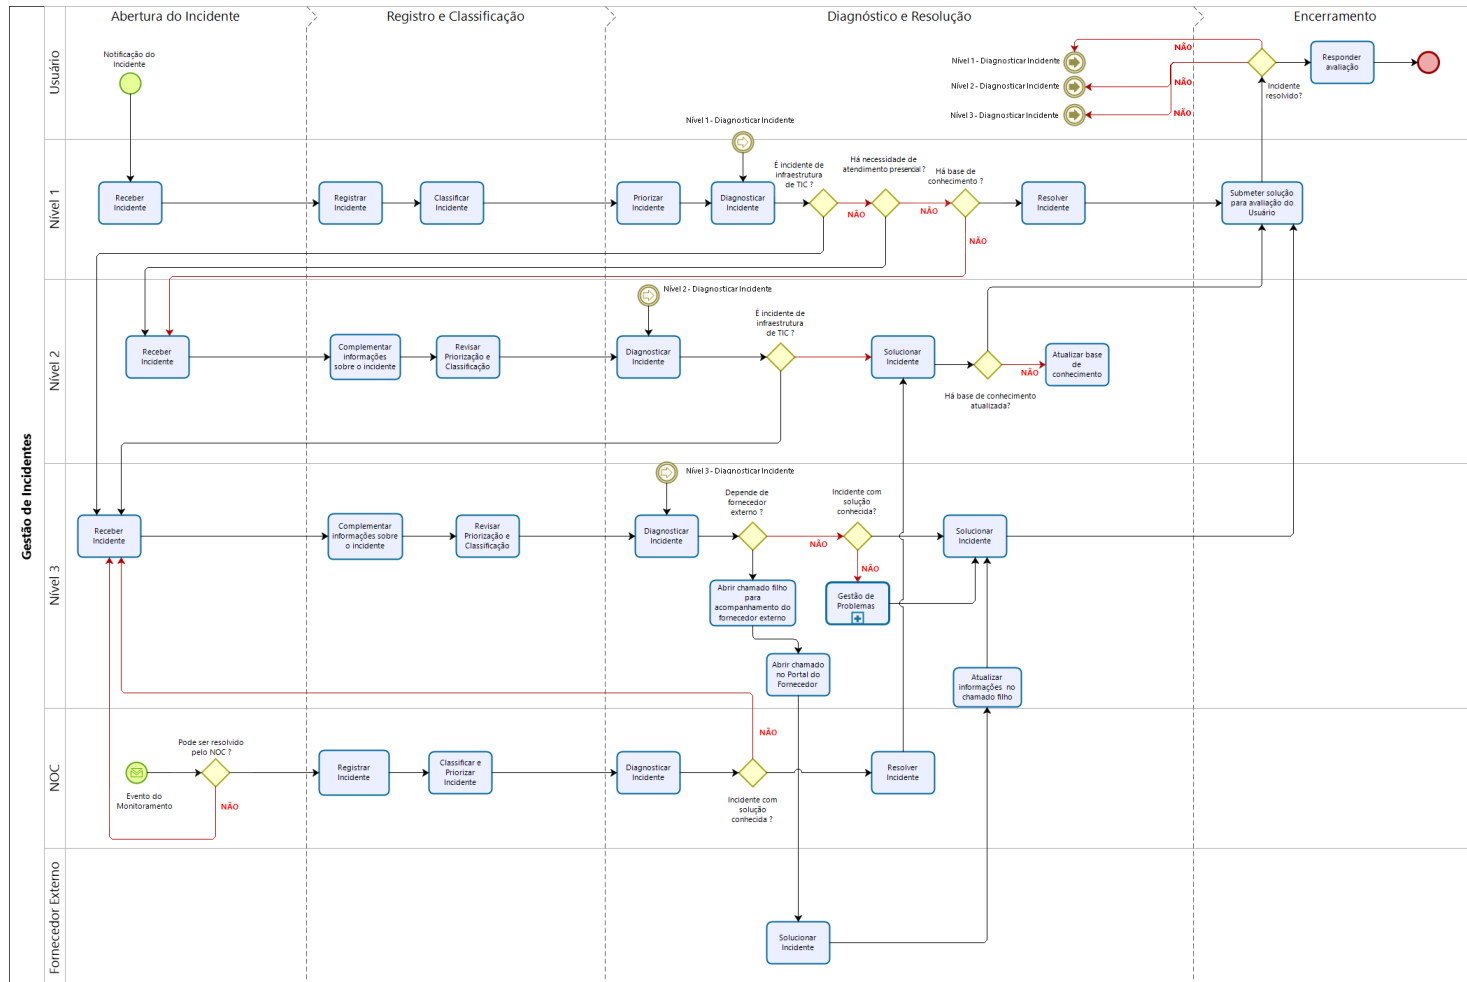 Abertura do Incidente
Registro e Classificação
Diagnóstico e Resolução
Encerramento
Gestão de Incidentes
Usuário
Notificação do
Incidente
Nível 1 - Diagnosticar Incidente
Nível 2 - Diagnosticar Incidente
Nível 3 - Diagnosticar Incidente
NÃO
NÃO
NÃO
Incidente
resolvido?
Responder
avaliação
Nível 1
Nível 1 - Diagnosticar Incidente
Receber
Incidente
Registrar
Incidente
Classificar
Incidente
Priorizar
Incidente
Diagnosticar
Incidente
É incidente de
infraestrutura
de TIC ?
NÃO
Há necessidade de
atendimento presencial ?
NÃO
Há base de
conhecimento ?
NÃO
Resolver
Incidente
Submeter solução
para avaliação do
Usuário
Nível 2
Nível 2 - Diagnosticar Incidente
Receber
Incidente
Complementar
informações
sobre o incidente
Revisar
Priorização e
Classificação
Diagnosticar
Incidente
É incidente de
infraestrutura
de TIC ?
Solucionar
Incidente
Há base de conhecimento
atualizada?
NÃO
Atualizar base
de
conhecimento
Nível 3
Nível 3 - Diagnosticar Incidente
Receber
Incidente
Complementar
informações sobre
o incidente
Revisar
Priorização e
Classificação
Diagnosticar
Incidente
Depende de
fornecedor
externo ?
NÃO
Incidente com
solução
conhecida?
NÃO
Solucionar
Incidente
Abrir chamado filho
para
acompanhamento do
fornecedor externo
Gestão de
Problemas
Abrir chamado
no Portal do
Fornecedor
Atualizar
informações no
chamado filho
NOC
Evento do
Monitoramento
Pode ser resolvido
pelo NOC ?
NÃO
Registrar
Incidente
Classificar e
Priorizar
Incidente
Diagnosticar
Incidente
NÃO
Incidente com
solução
conhecida ?
Resolver
Incidente
Fornecedor Externo
Solucionar
Incidente